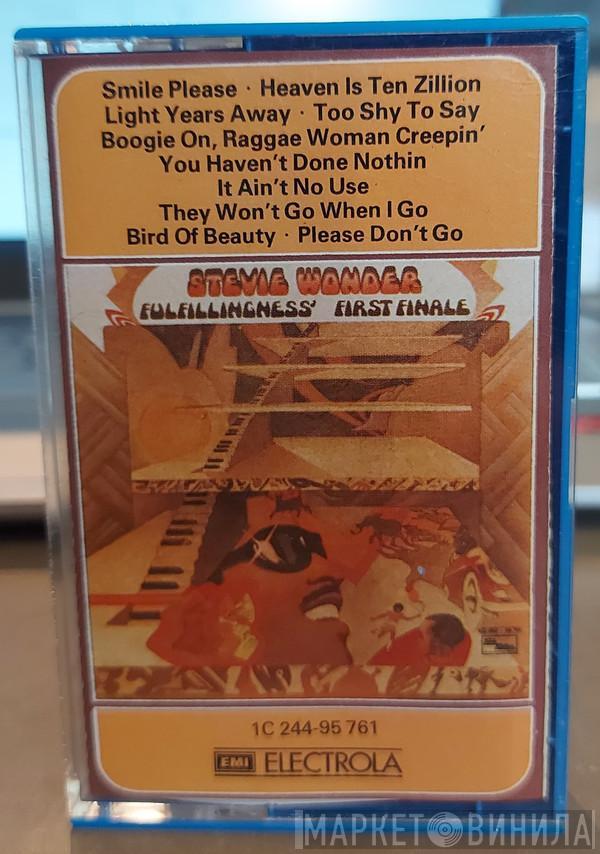 Smile Please · Heaven Is Ten Zillion
Light Years Away · Too Shy To Say
Boogie On, Raggae Woman Creepin'
You Haven't Done Nothin
It Ain't No Use
They Won't Go When I Go
Bird Of Beauty · Please Don't Go
STEVIE WONDER
FULFILLINGNESS' FIRST FINALE
1C 244-95 761
EMI ELECTROLA
МАРКЕТ ВИНИЛА